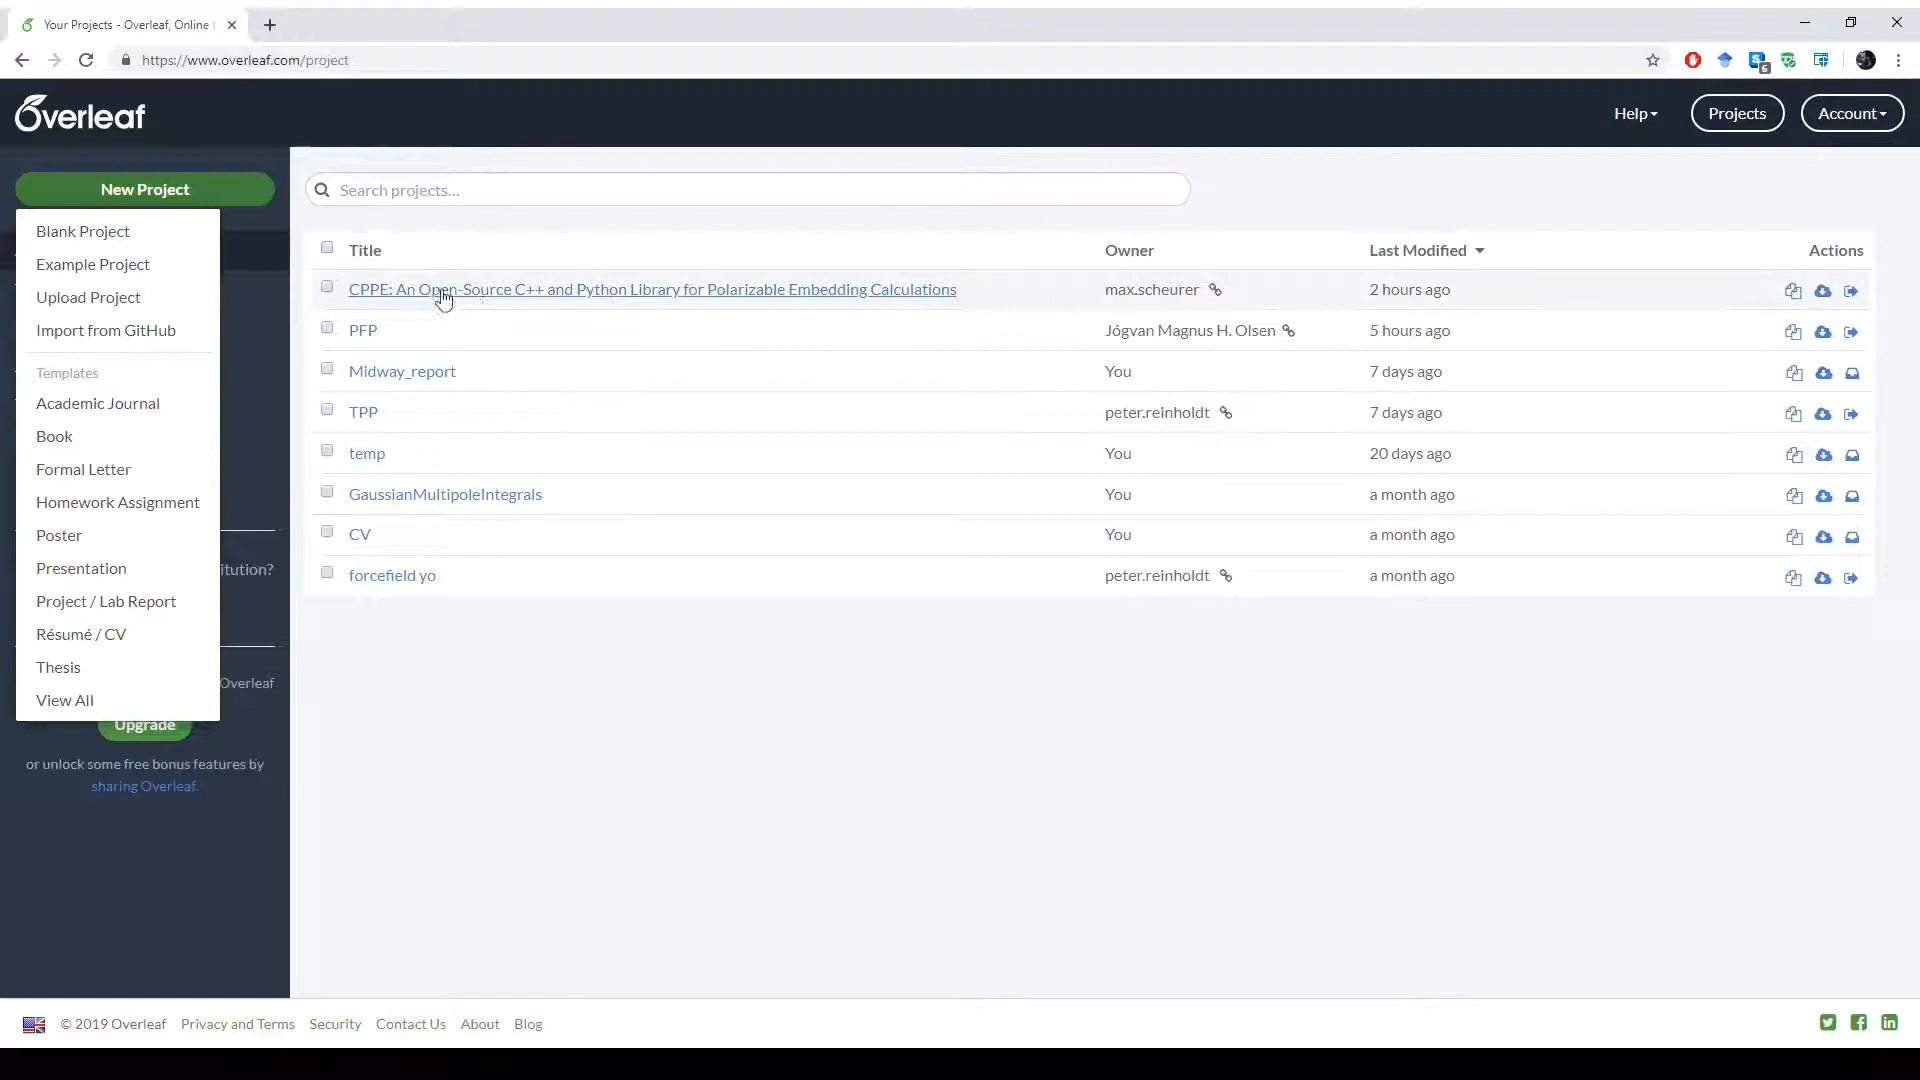 Your Projects - Overleaf, Online
https://www.overleaf.com/project
6
Overleaf
Help
Projects
Account
New Project
Search projects...
Blank Project
Example Project
Upload Project
Import from GitHub
Templates
Academic Journal
Book
Formal Letter
Homework Assignment
Poster
Presentation
Project / Lab Report
Résumé / CV
Thesis
View All
itution?
Overleaf
Upgrade
or unlock some free bonus features by
sharing Overleaf.
Title Owner Last Modified Actions
CPPE: An Open-Source C++ and Python Library for Polarizable Embedding Calculations max.scheurer 2 hours ago
PFP Jógvan Magnus H. Olsen 5 hours ago
Midway_report You 7 days ago
TPP peter.reinholdt 7 days ago
temp You 20 days ago
GaussianMultipoleIntegrals You a month ago
CV You a month ago
forcefield yo peter.reinholdt a month ago
© 2019 Overleaf Privacy and Terms Security Contact Us About Blog